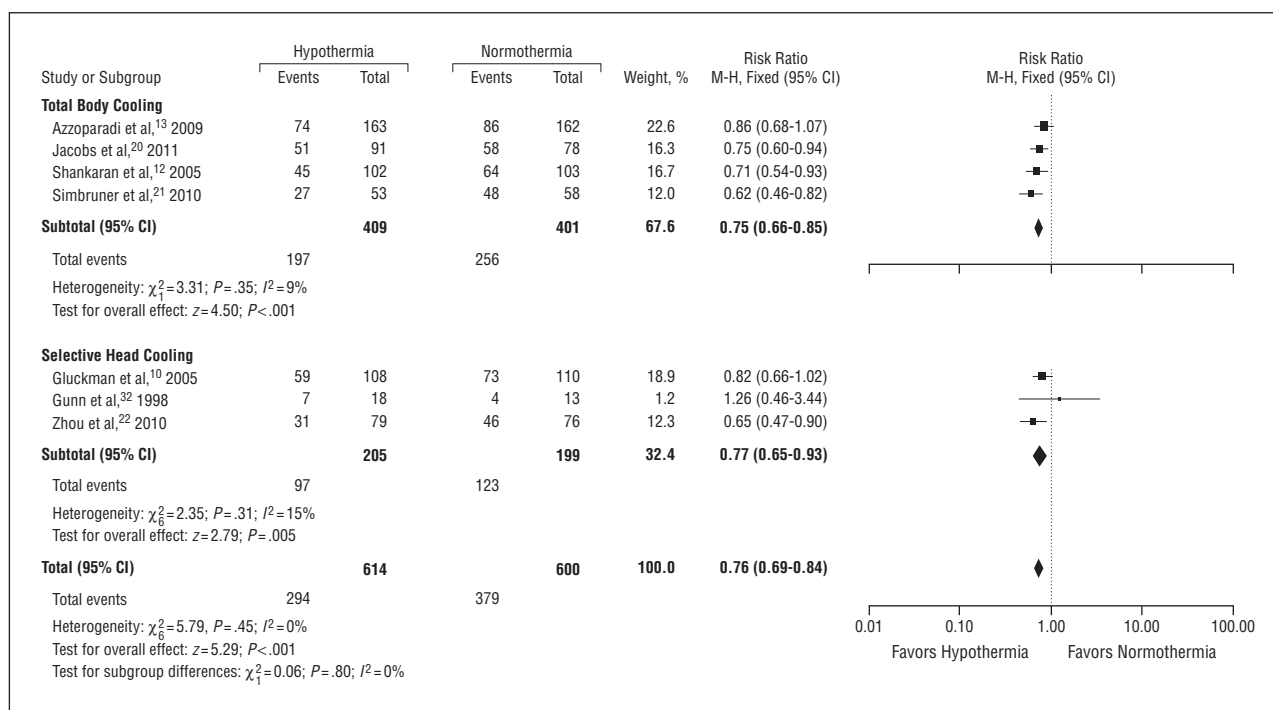 Hypothermia Normothermia Risk Ratio Risk Ratio
Study or Subgroup Events Total Events Total Weight, % M-H, Fixed (95% CI) M-H, Fixed (95% CI)
Total Body Cooling
Azzoparadi et al,13 2009 74 163 86 162 22.6 0.86 (0.68-1.07)
Jacobs et al,20 2011 51 91 58 78 16.3 0.75 (0.60-0.94)
Shankaran et al,12 2005 45 102 64 103 16.7 0.71 (0.54-0.93)
Simbruner et al,21 2010 27 53 48 58 12.0 0.62 (0.46-0.82)
Subtotal (95% CI) 409 401 67.6 0.75 (0.66-0.85)
Total events 197 256
Heterogeneity: χ²₁=3.31; P=.35; I²=9%
Test for overall effect: z=4.50; P<.001
Selective Head Cooling
Gluckman et al,10 2005 59 108 73 110 18.9 0.82 (0.66-1.02)
Gunn et al,32 1998 7 18 4 13 1.2 1.26 (0.46-3.44)
Zhou et al,22 2010 31 79 46 76 12.3 0.65 (0.47-0.90)
Subtotal (95% CI) 205 199 32.4 0.77 (0.65-0.93)
Total events 97 123
Heterogeneity: χ²₆=2.35; P=.31; I²=15%
Test for overall effect: z=2.79; P=.005
Total (95% CI) 614 600 100.0 0.76 (0.69-0.84)
Total events 294 379
Heterogeneity: χ²₆=5.79, P=.45; I²=0%
Test for overall effect: z=5.29; P<.001
Test for subgroup differences: χ²₁=0.06; P=.80; I²=0%
0.01 0.10 1.00 10.00 100.00
Favors Hypothermia Favors Normothermia